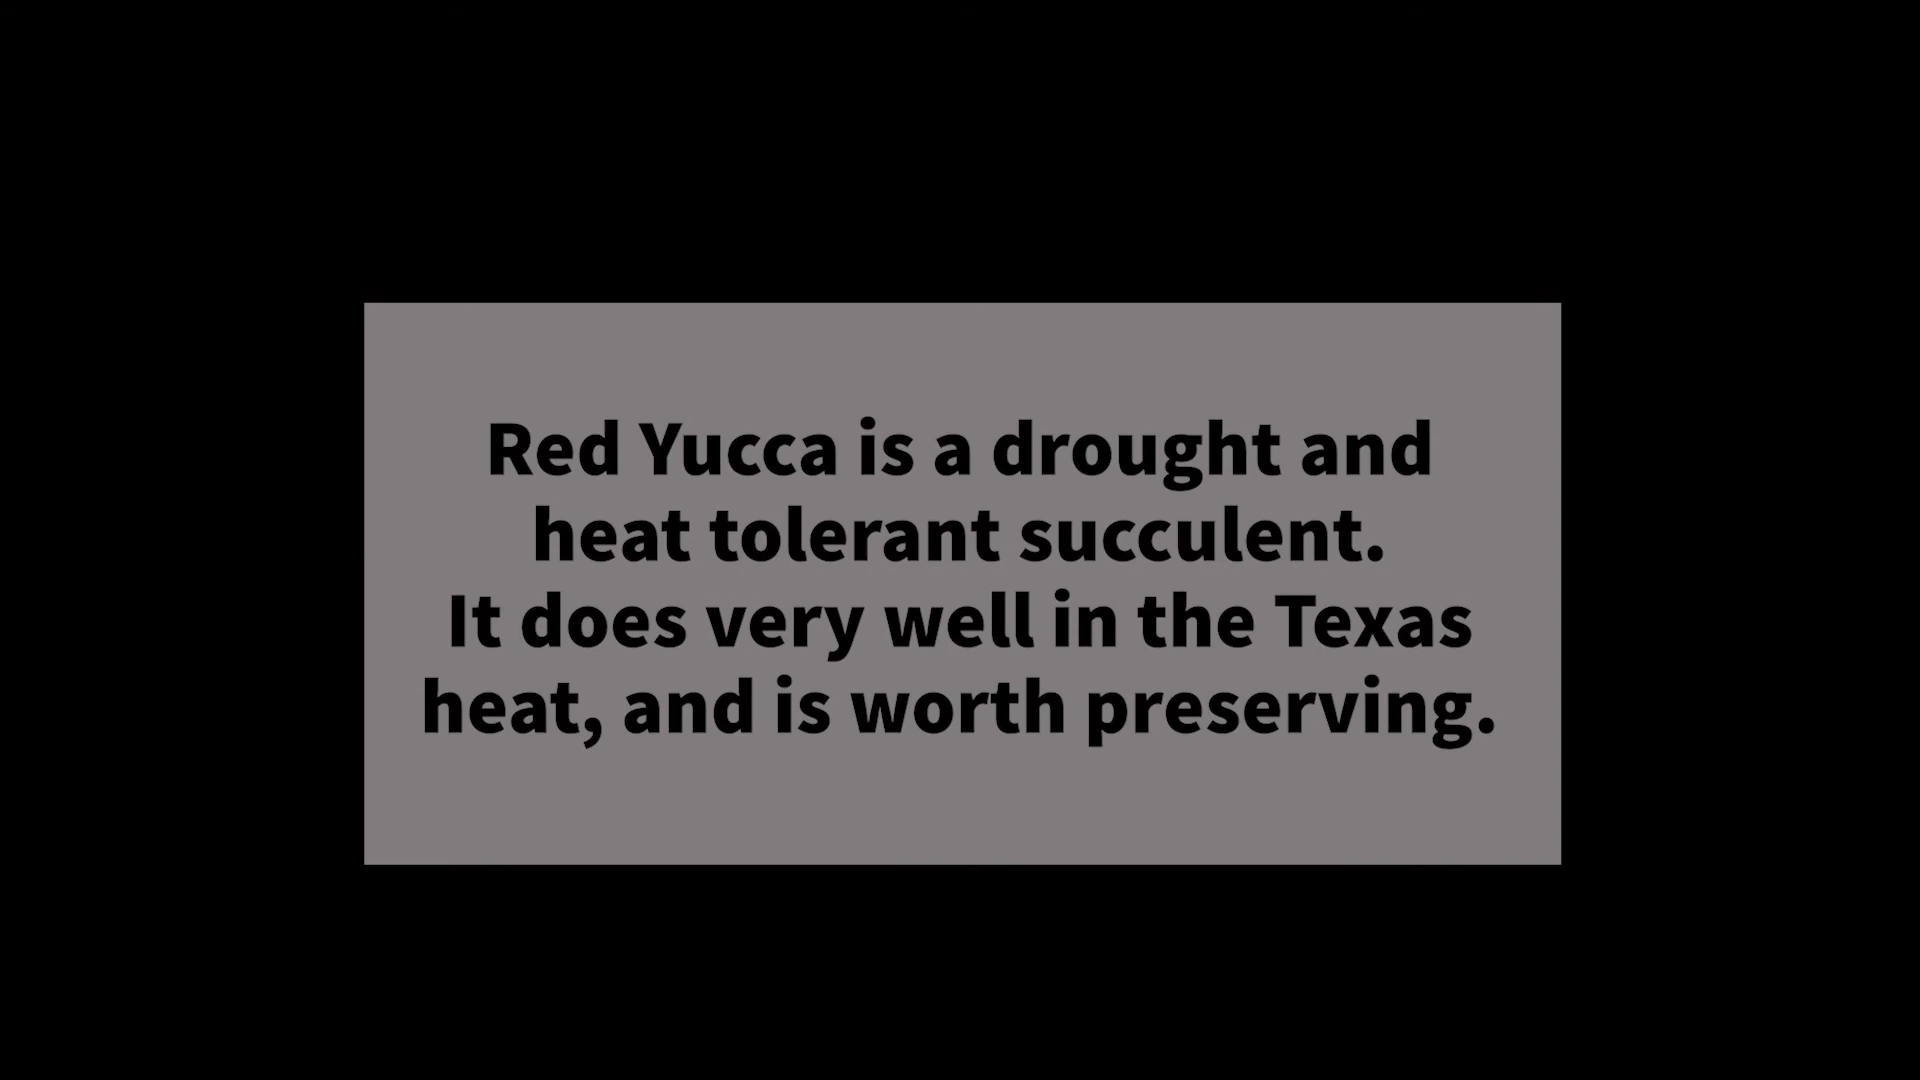 Red Yucca is a drought and
heat tolerant succulent.
It does very well in the Texas
heat, and is worth preserving.